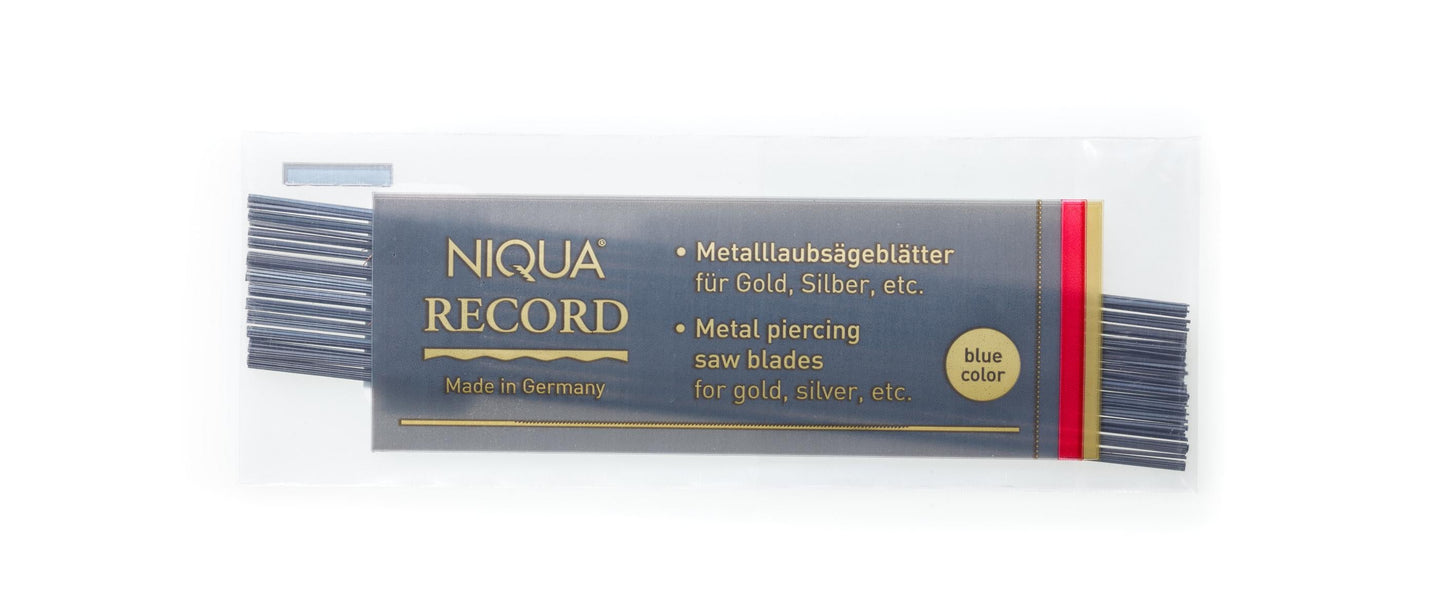 NIQUA®
RECORD
Made in Germany
• Metalllaubsägeblätter
für Gold, Silber, etc.
• Metal piercing
saw blades
for gold, silver, etc.
blue
color